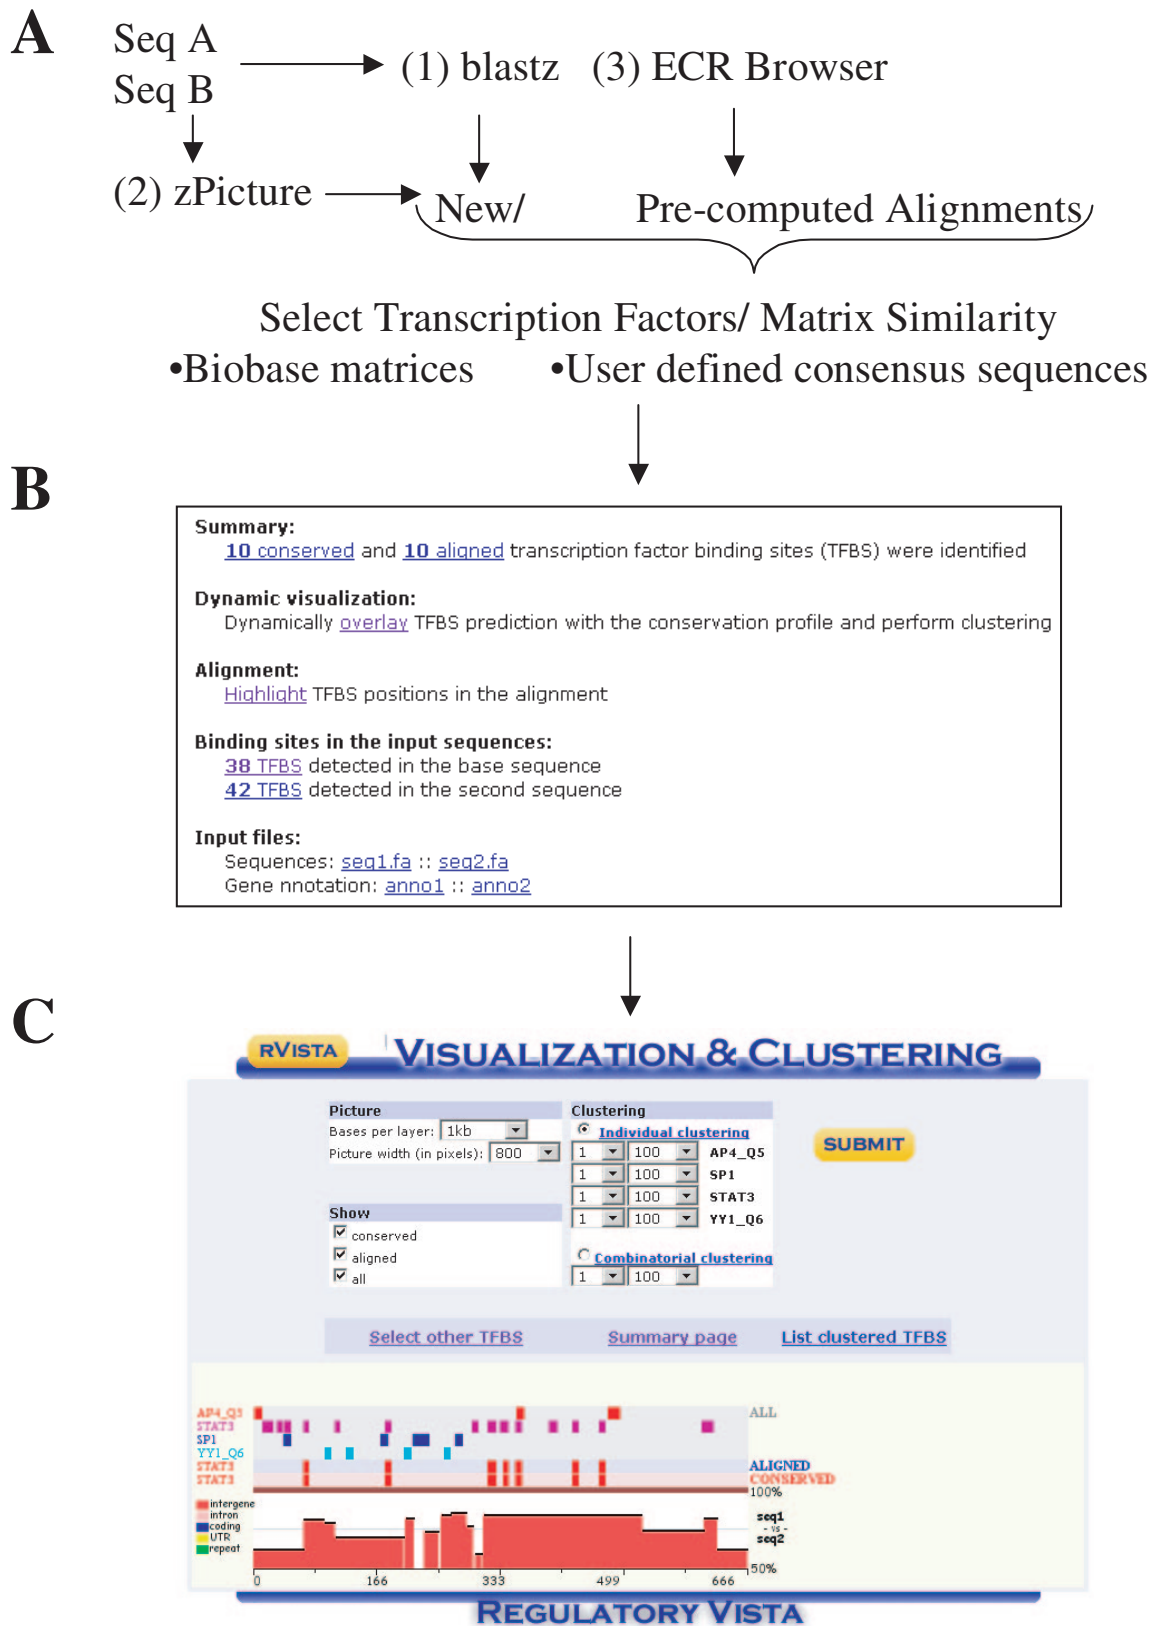 A
Seq A
Seq B
(1) blastz (3) ECR Browser
(2) zPicture
New/ Pre-computed Alignments
Select Transcription Factors/ Matrix Similarity
•Biobase matrices •User defined consensus sequences
B
Summary:
10 conserved and 10 aligned transcription factor binding sites (TFBS) were identified
Dynamic visualization:
Dynamically overlay TFBS prediction with the conservation profile and perform clustering
Alignment:
Highlight TFBS positions in the alignment
Binding sites in the input sequences:
38 TFBS detected in the base sequence
42 TFBS detected in the second sequence
Input files:
Sequences: seq1.fa :: seq2.fa
Gene nnotation: anno1 :: anno2
C
RVISTA VISUALIZATION & CLUSTERING
Picture Clustering
Bases per layer: 1kb Individual clustering
Picture width (in pixels): 800 1 100 AP4_Q5
SUBMIT
1 100 SP1
1 100 STAT3
Show 1 100 YY1_Q6
conserved
aligned Combinatorial clustering
all 1 100
Select other TFBS Summary page List clustered TFBS
AP4_Q5 ALL
STAT3
SP1
YY1_Q6
STAT3 ALIGNED
STAT3 CONSERVED
100%
intergene
intron seq1
coding - vs -
UTR seq2
repeat
50%
0 166 333 499 666
REGULATORY VISTA